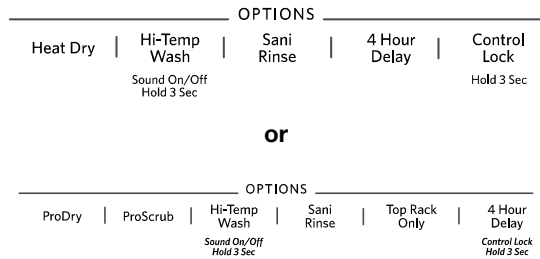 OPTIONS
Heat Dry | Hi-Temp Wash | Sani Rinse | 4 Hour Delay | Control Lock
Sound On/Off Hold 3 Sec
Hold 3 Sec
or
OPTIONS
ProDry | ProScrub | Hi-Temp Wash | Sani Rinse | Top Rack Only | 4 Hour Delay
Sound On/Off Hold 3 Sec
Control Lock Hold 3 Sec